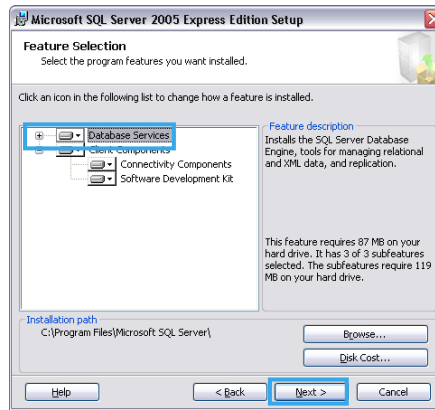 Microsoft SQL Server 2005 Express Edition Setup
Feature Selection
Select the program features you want installed.
Click an icon in the following list to change how a feature is installed.
Database Services
Client Components
Connectivity Components
Software Development Kit
Feature description
Installs the SQL Server Database
Engine, tools for managing relational
and XML data, and replication.
This feature requires 87 MB on your
hard drive. It has 3 of 3 subfeatures
selected. The subfeatures require 119
MB on your hard drive.
Installation path
C:\Program Files\Microsoft SQL Server\
Browse...
Disk Cost...
Help
< Back
Next >
Cancel